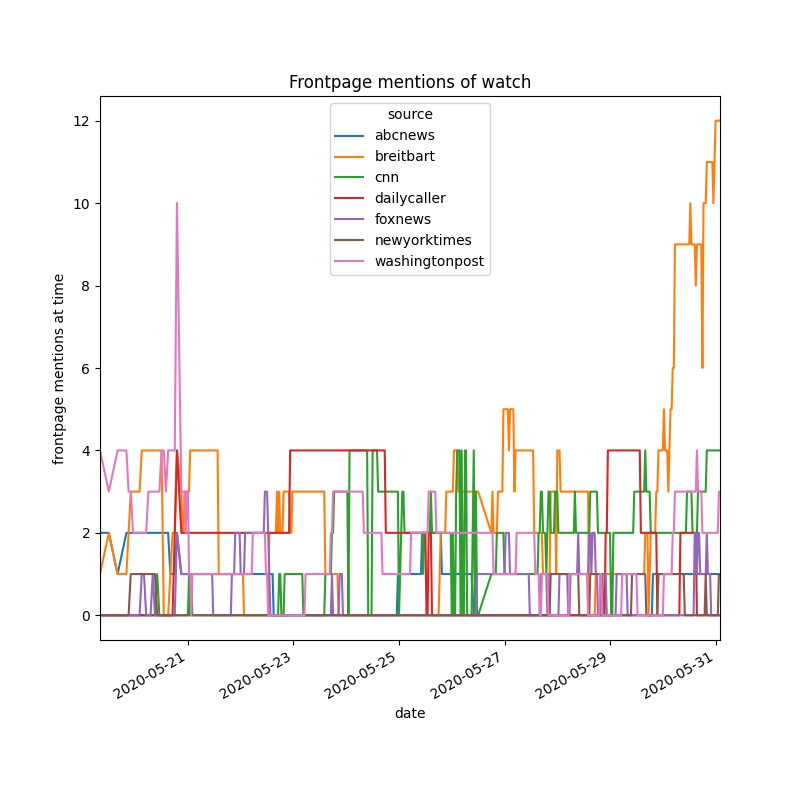 Frontpage mentions of watch
source
abcnews
breitbart
cnn
dailycaller
foxnews
newyorktimes
washingtonpost
frontpage mentions at time
12
10
8
6
4
2
0
2020-05-21
2020-05-23
2020-05-25
2020-05-27
2020-05-29
2020-05-31
date